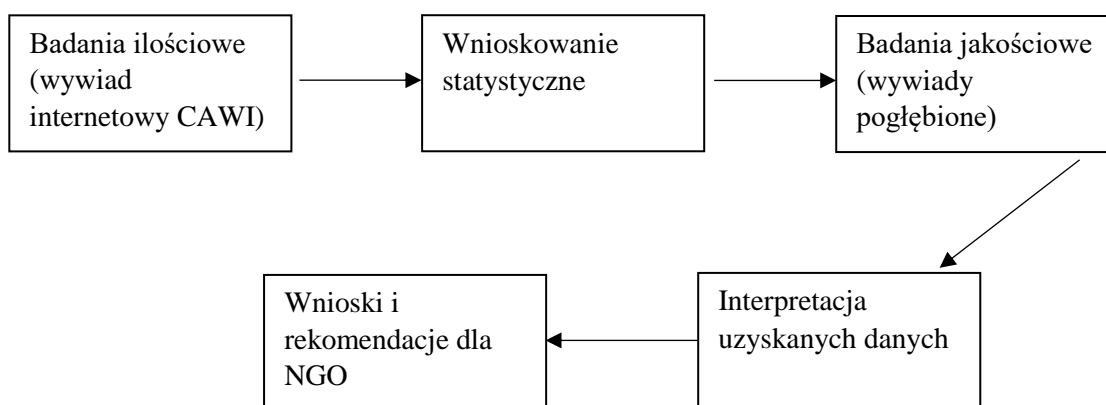 Badania ilościowe
(wywiad
internetowy CAWI)
Wnioskowanie
statystyczne
Badania jakościowe
(wywiady
pogłębione)
Interpretacja
uzyskanych danych
Wnioski i
rekomendacje dla
NGO